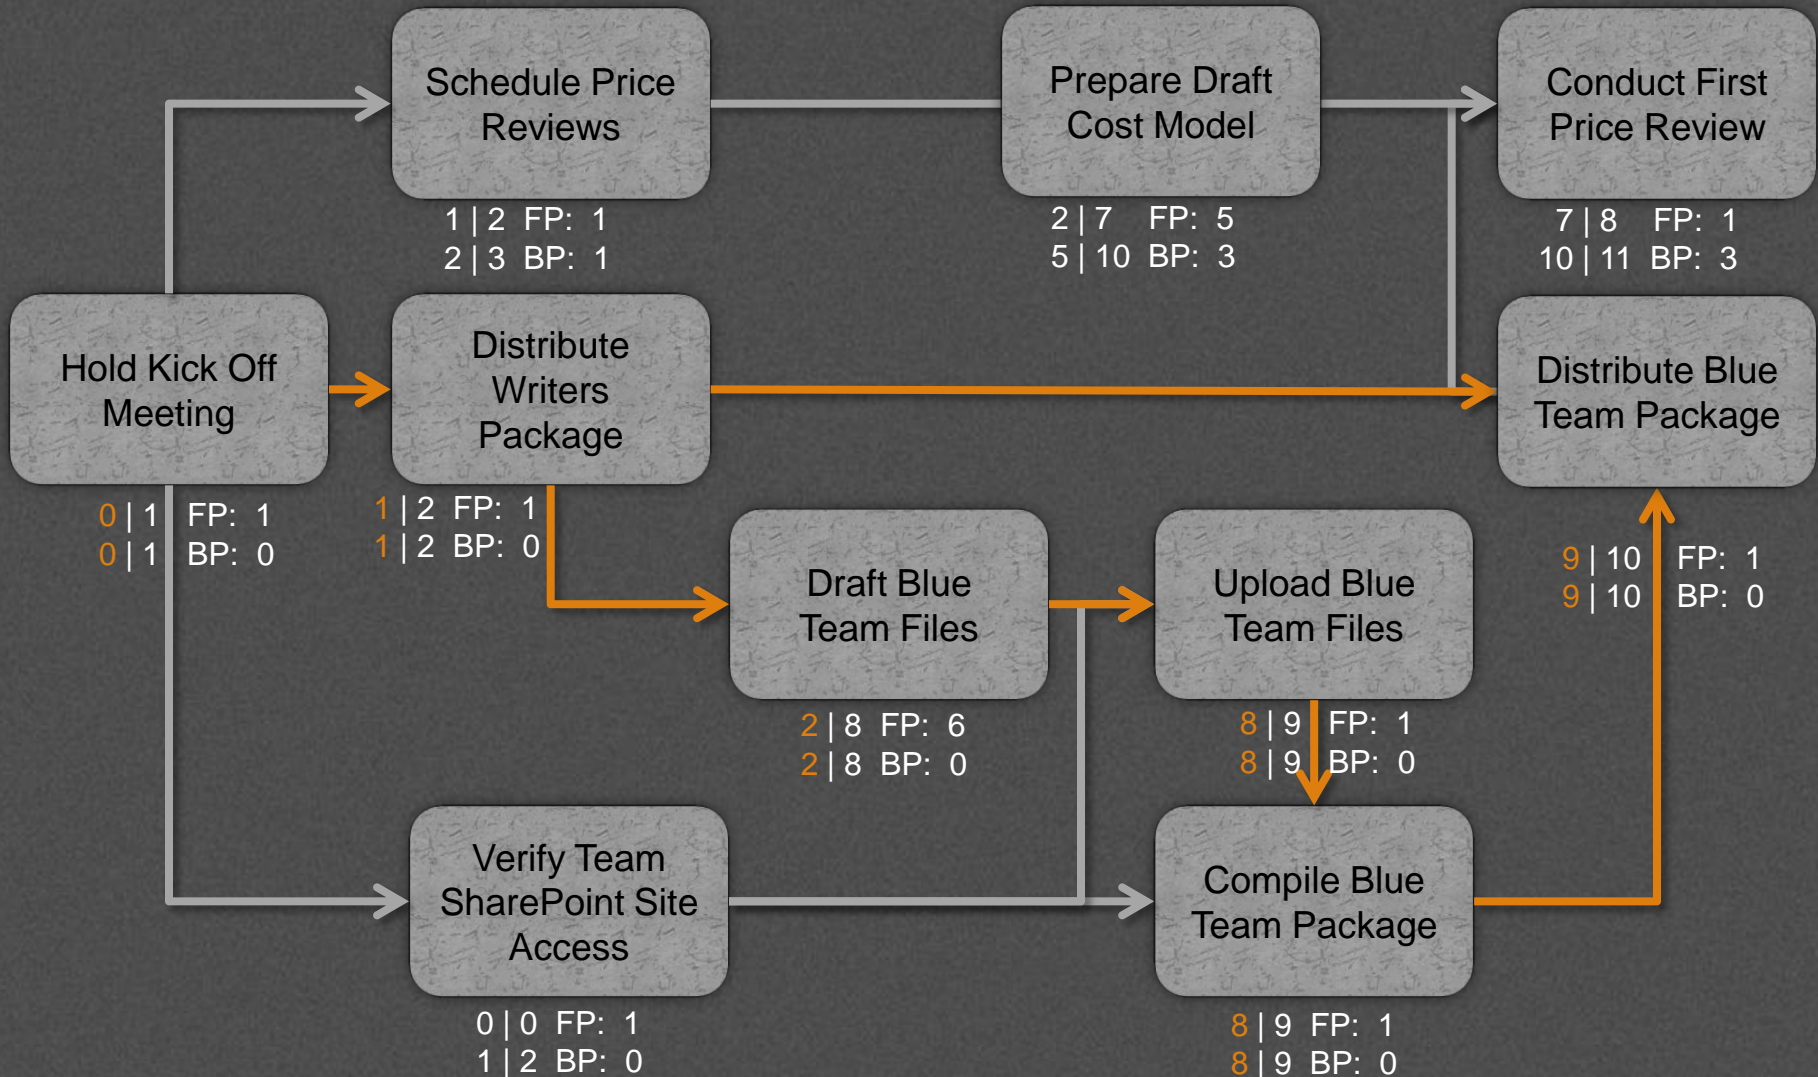 Schedule Price
Reviews
1 | 2 FP: 1
2 | 3 BP: 1
Prepare Draft
Cost Model
2 | 7 FP: 5
5 | 10 BP: 3
Conduct First
Price Review
7 | 8 FP: 1
10 | 11 BP: 3
Hold Kick Off
Meeting
0 | 1 FP: 1
0 | 1 BP: 0
Distribute
Writers
Package
1 | 2 FP: 1
1 | 2 BP: 0
Distribute Blue
Team Package
9 | 10 FP: 1
9 | 10 BP: 0
Draft Blue
Team Files
2 | 8 FP: 6
2 | 8 BP: 0
Upload Blue
Team Files
8 | 9 FP: 1
8 | 9 BP: 0
Verify Team
SharePoint Site
Access
0 | 0 FP: 1
1 | 2 BP: 0
Compile Blue
Team Package
8 | 9 FP: 1
8 | 9 BP: 0